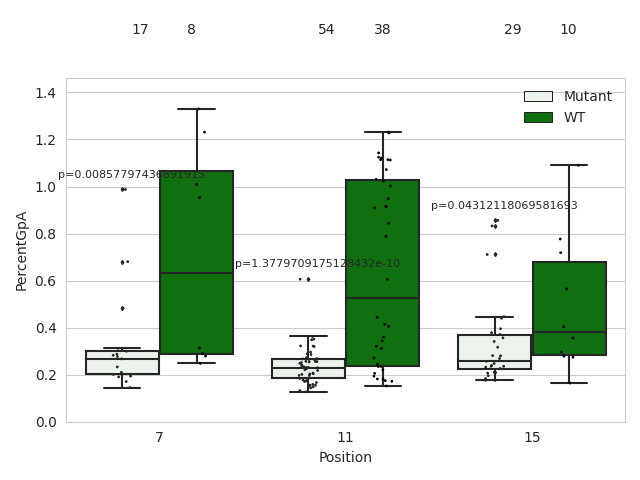 17 8 54 38 29 10
1.4
Mutant
WT
1.2
p=0.00857797436891915
1.0
p=0.04312118069581693
0.8
p=1.3779709175128432e-10
0.6
0.4
0.2
0.0
PercentGpA
7 11 15
Position